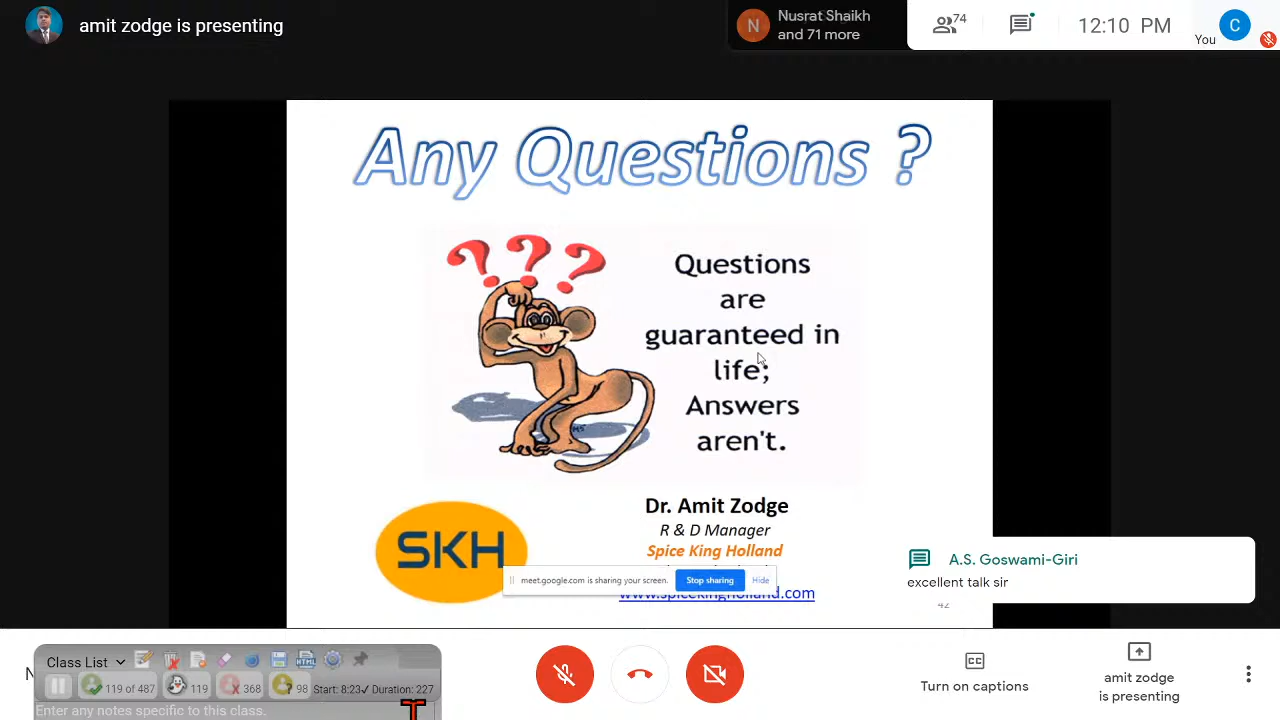 amit zodge is presenting
N
Nusrat Shaikh
and 71 more
74
12:10 PM
You
C
Any Questions ?
? ? ?
Questions
are
guaranteed in
life;
Answers
aren't.
SKH
Dr. Amit Zodge
R & D Manager
Spice King Holland
meet.google.com is sharing your screen.
Stop sharing
Hide
www.spicekingholland.com
A.S. Goswami-Giri
excellent talk sir
42
N
Class List
HTML
119 of 487
119
368
98
Start: 8:23✓ Duration: 227
Enter any notes specific to this class.
CC
Turn on captions
amit zodge
is presenting